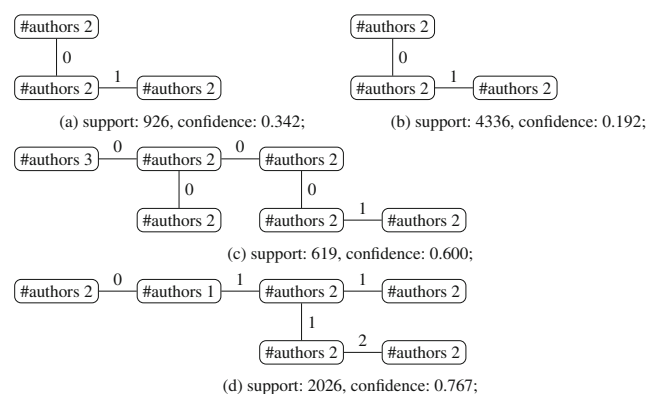 #authors 2 #authors 2
0 0
#authors 2 1 #authors 2 #authors 2 1 #authors 2
(a) support: 926, confidence: 0.342; (b) support: 4336, confidence: 0.192;
#authors 3 0 #authors 2 0 #authors 2
0 0
#authors 2 #authors 2 1 #authors 2
(c) support: 619, confidence: 0.600;
#authors 2 0 #authors 1 1 #authors 2 1 #authors 2
1
#authors 2 2 #authors 2
(d) support: 2026, confidence: 0.767;